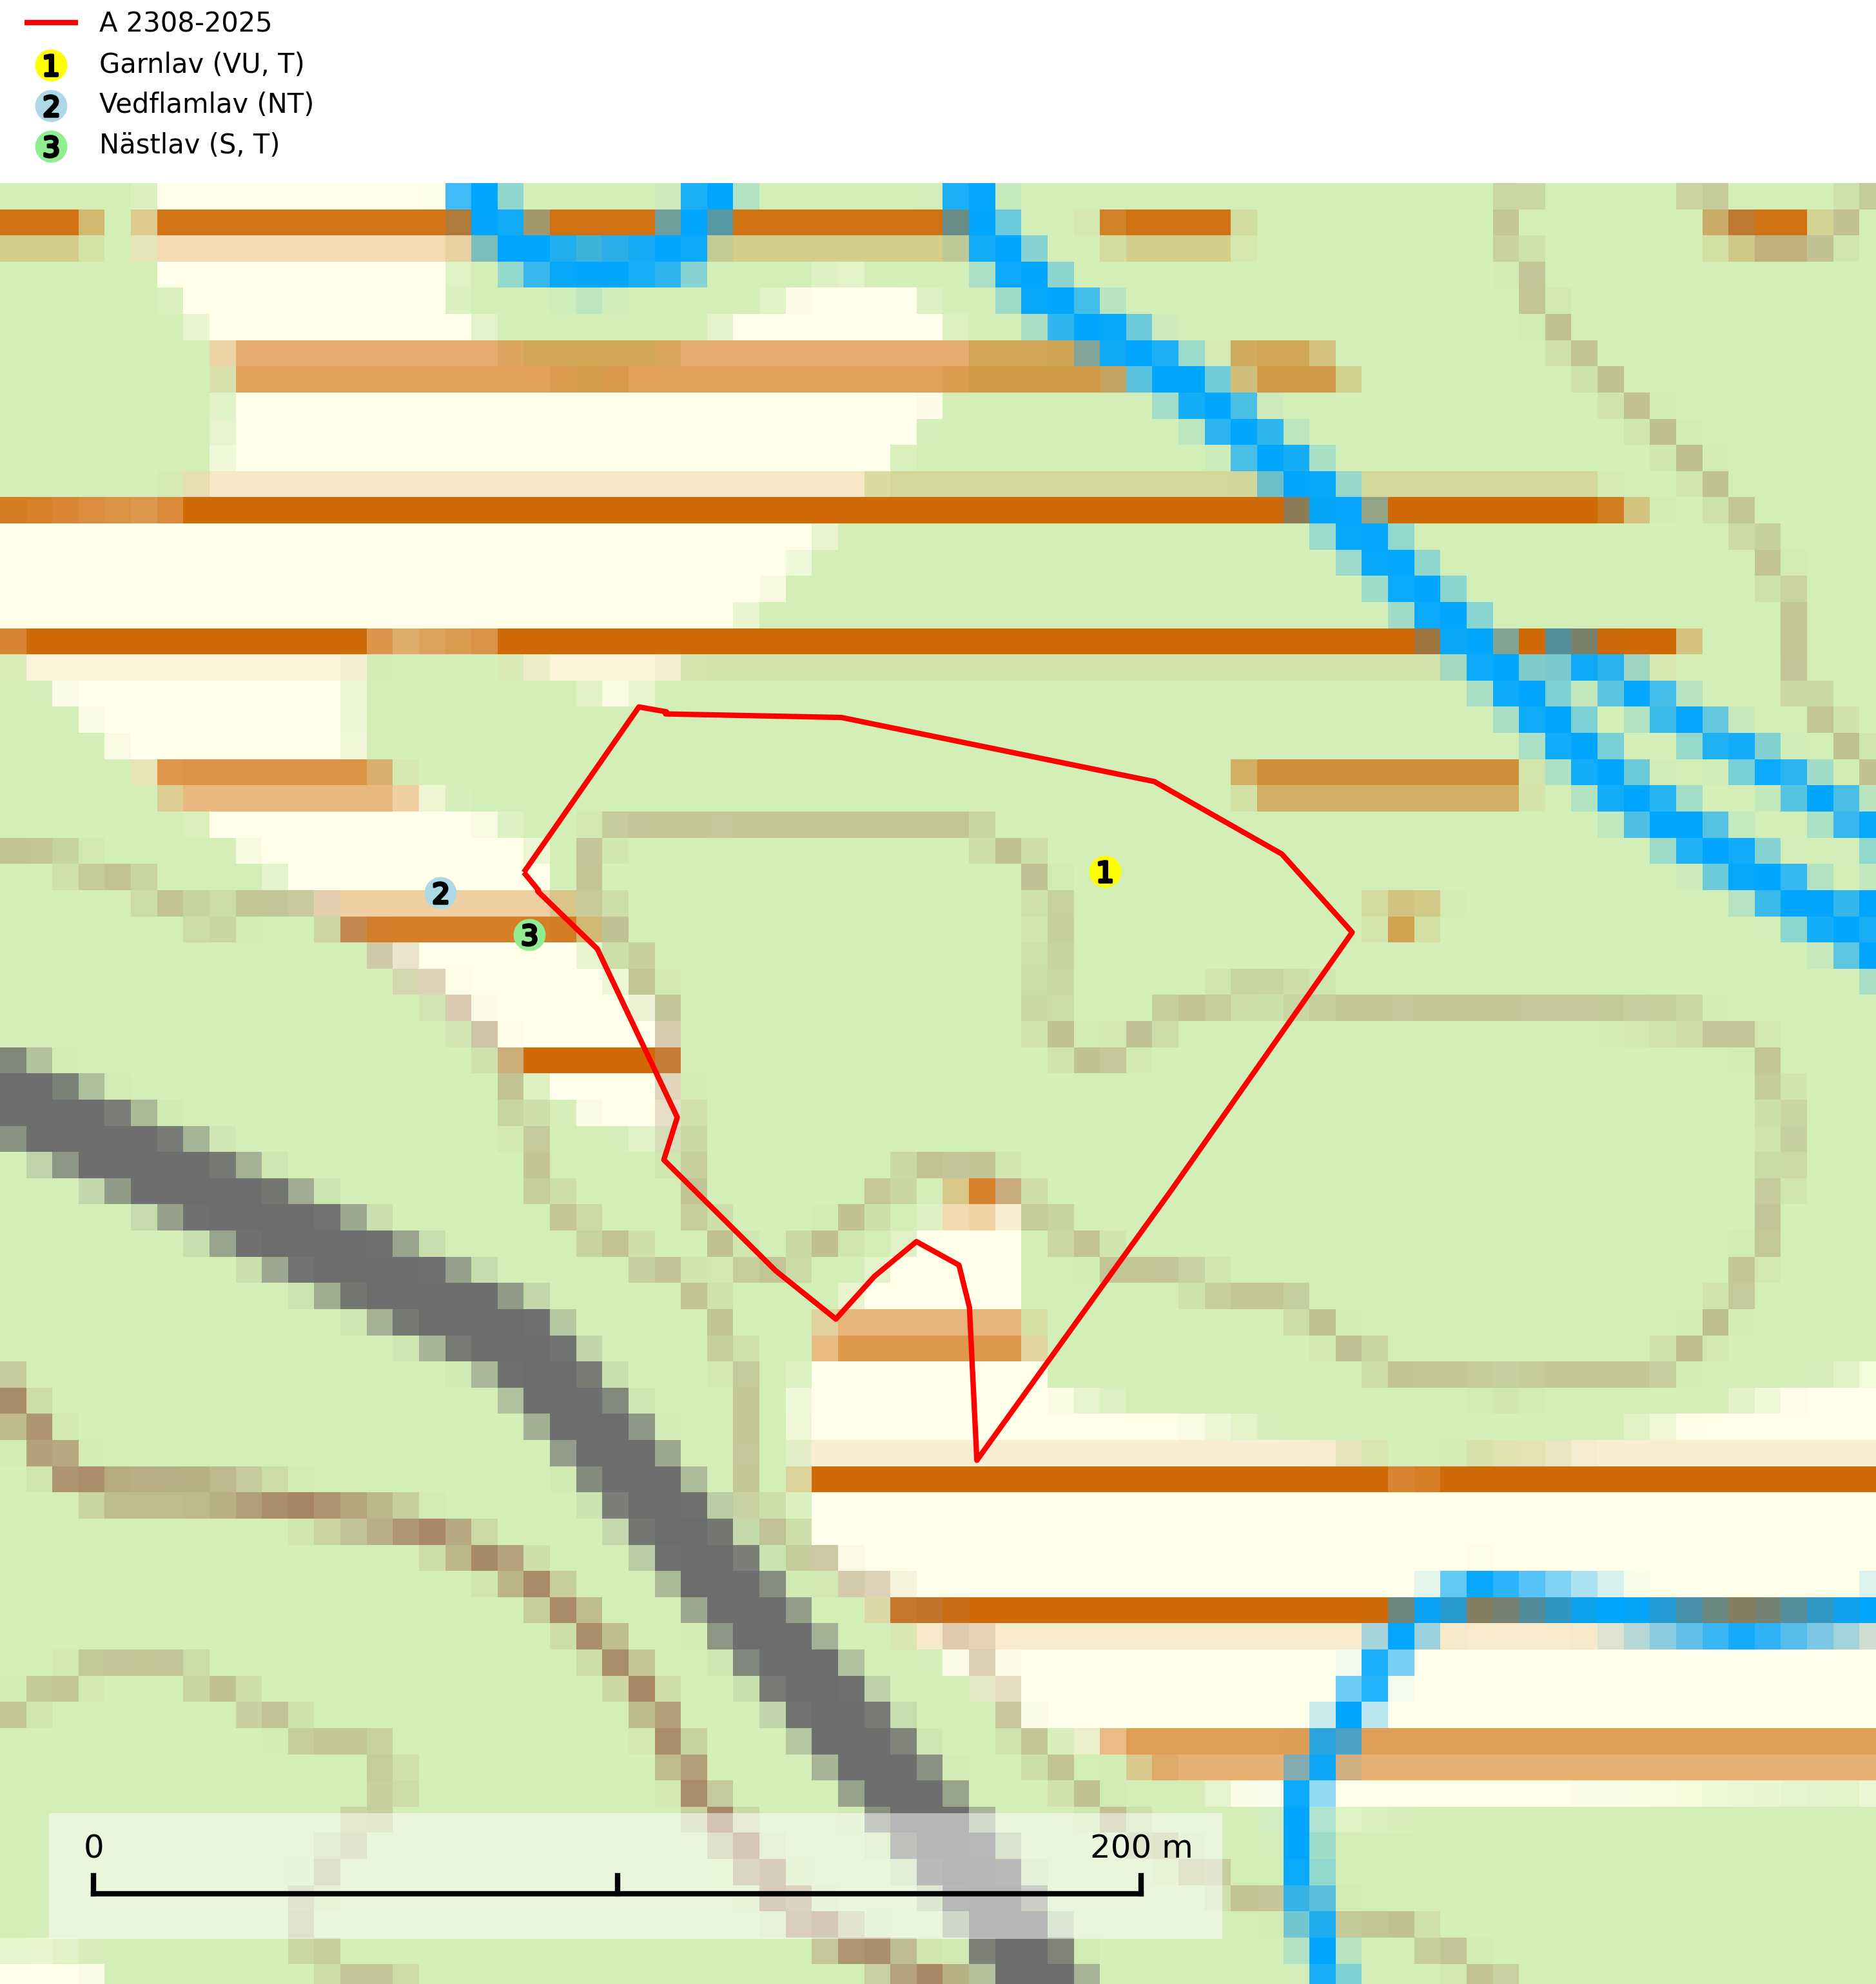 A 2308-2025
1 Garnlav (VU, T)
2 Vedflamlav (NT)
3 Nästlav (S, T)
1
2
3
0 200 m